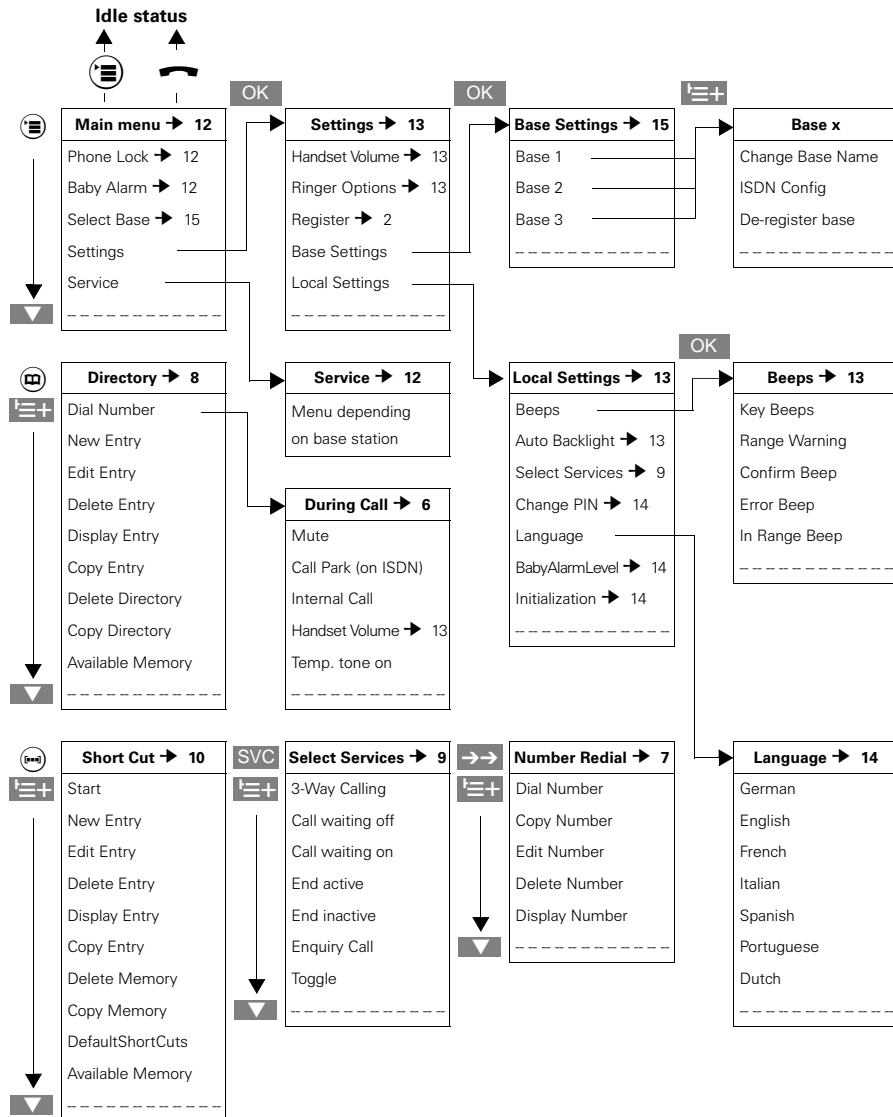 Idle status
OK
OK
Main menu ➔ 12
Phone Lock ➔ 12
Baby Alarm ➔ 12
Select Base ➔ 15
Settings
Service
Settings ➔ 13
Handset Volume ➔ 13
Ringer Options ➔ 13
Register ➔ 2
Base Settings
Local Settings
Base Settings ➔ 15
Base 1
Base 2
Base 3
Base x
Change Base Name
ISDN Config
De-register base
OK
Directory ➔ 8
Dial Number
New Entry
Edit Entry
Delete Entry
Display Entry
Copy Entry
Delete Directory
Copy Directory
Available Memory
Service ➔ 12
Menu depending
on base station
During Call ➔ 6
Mute
Call Park (on ISDN)
Internal Call
Handset Volume ➔ 13
Temp. tone on
Local Settings ➔ 13
Beeps
Auto Backlight ➔ 13
Select Services ➔ 9
Change PIN ➔ 14
Language
BabyAlarmLevel ➔ 14
Initialization ➔ 14
Beeps ➔ 13
Key Beeps
Range Warning
Confirm Beep
Error Beep
In Range Beep
Short Cut ➔ 10
Start
New Entry
Edit Entry
Delete Entry
Display Entry
Copy Entry
Delete Memory
Copy Memory
DefaultShortCuts
Available Memory
SVC
Select Services ➔ 9
3-Way Calling
Call waiting off
Call waiting on
End active
End inactive
Enquiry Call
Toggle
Number Redial ➔ 7
Dial Number
Copy Number
Edit Number
Delete Number
Display Number
Language ➔ 14
German
English
French
Italian
Spanish
Portuguese
Dutch